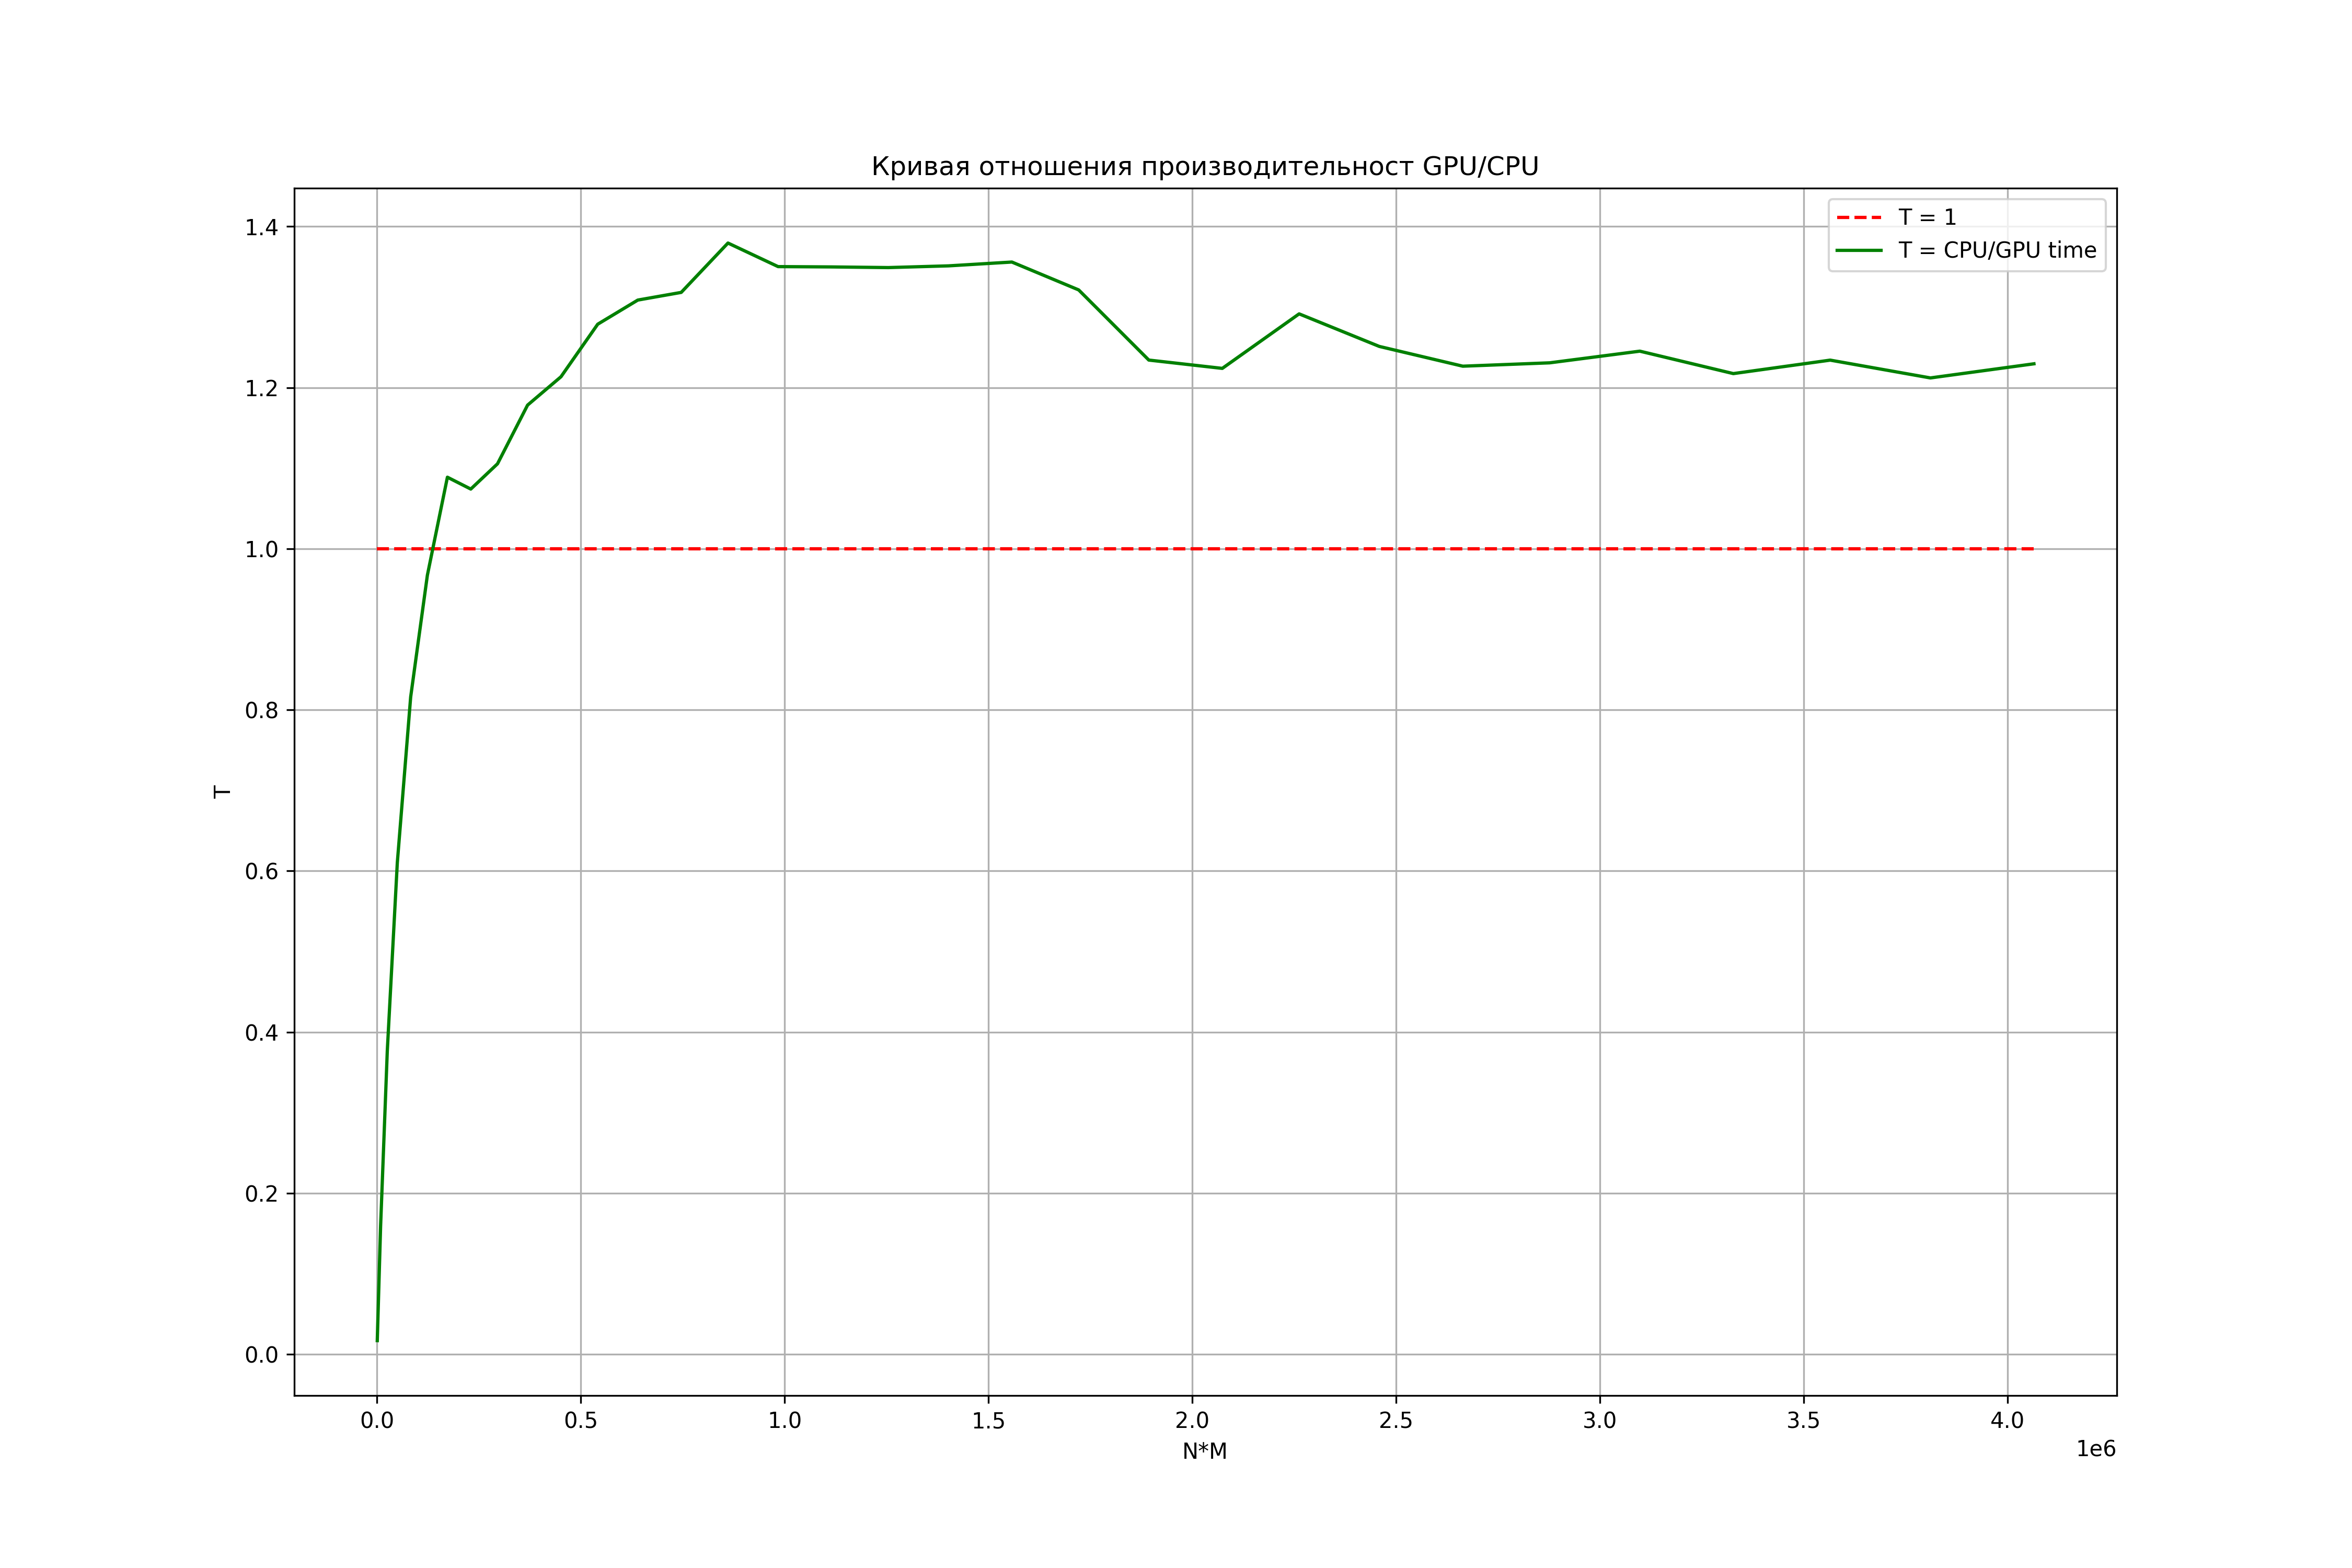 Кривая отношения производительност GPU/CPU
T = 1
T = CPU/GPU time
1.4
1.2
1.0
0.8
0.6
0.4
0.2
0.0
T
0.0 0.5 1.0 1.5 2.0 2.5 3.0 3.5 4.0
N*M
1e6